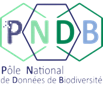 PNDB
Pôle National
de Données de Biodiversité